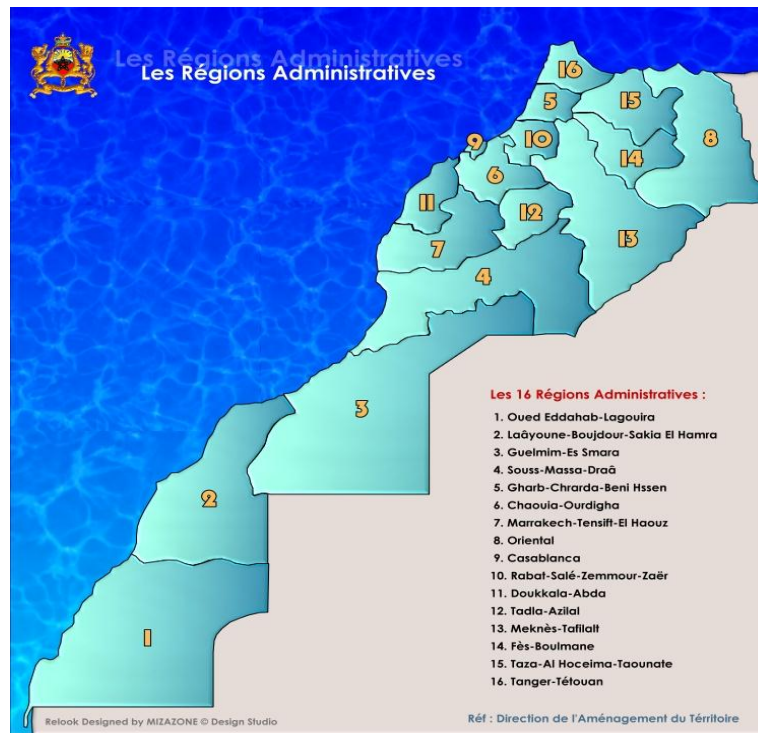 Les Régions Administratives
Les Régions Administratives
16
5
15
9
10
8
14
6
11
12
7
13
4
3
2
1
Les 16 Régions Administratives :
1. Oued Eddahab-Lagouira
2. Laâyoune-Boujdour-Sakia El Hamra
3. Guelmim-Es Smara
4. Souss-Massa-Draâ
5. Gharb-Chrarda-Beni Hssen
6. Chaouia-Ourdigha
7. Marrakech-Tensift-El Haouz
8. Oriental
9. Casablanca
10. Rabat-Salé-Zemmour-Zaër
11. Doukkala-Abda
12. Tadla-Azilal
13. Meknès-Tafilalt
14. Fès-Boulmane
15. Taza-Al Hoceima-Taounate
16. Tanger-Tétouan
Relook Designed by MIZAZONE © Design Studio
Réf : Direction de l'Aménagement du Térritoire